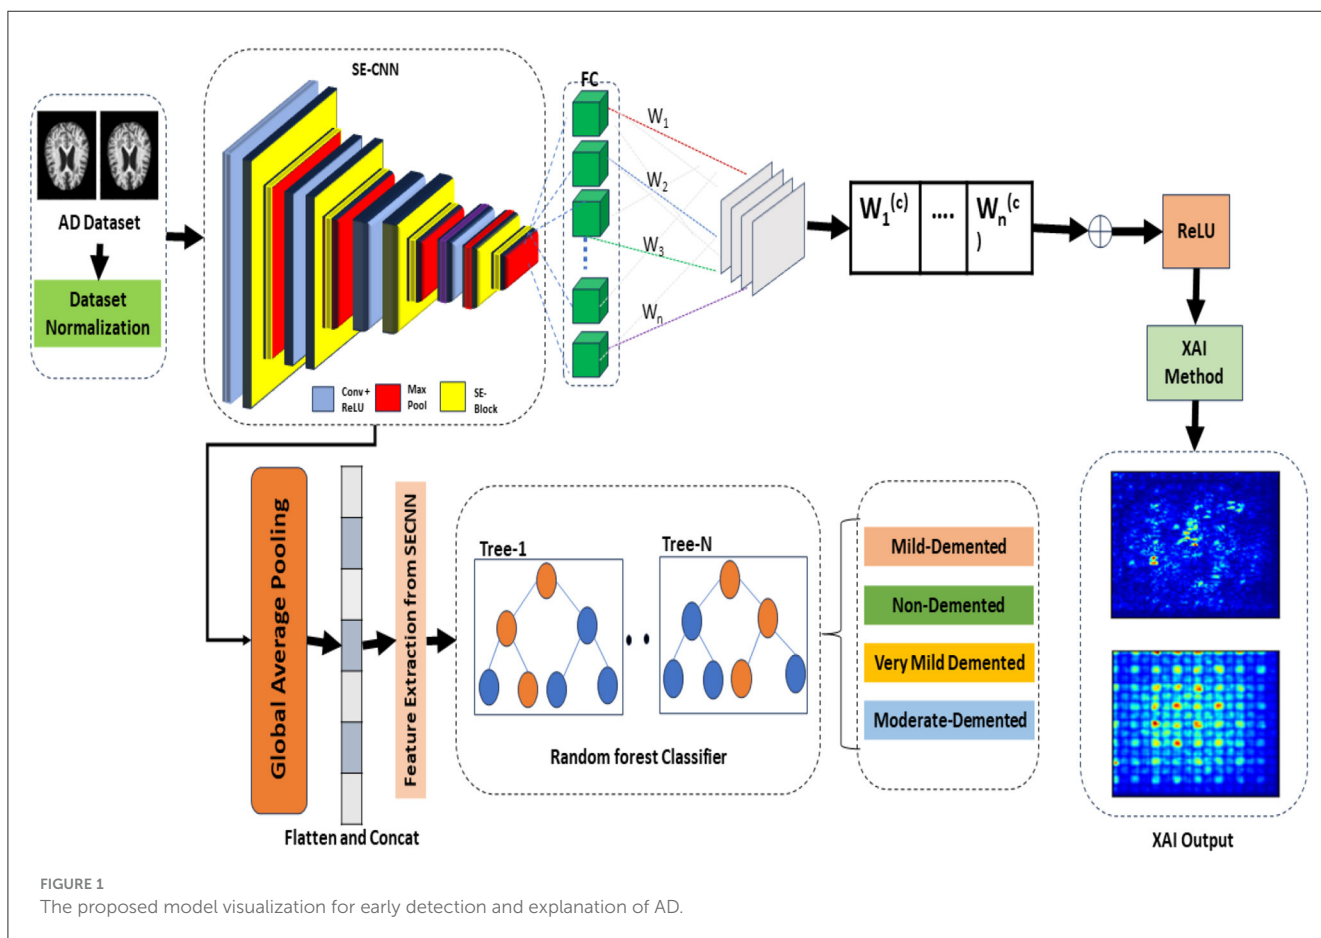 SE-CNN
FC
AD Dataset
Dataset
Normalization
Conv+
ReLU
Max
Pool
SE-
Block
W1
W2
W3
Wn
W1(c)
....
Wn(c
)
ReLU
XAI
Method
XAI Output
Global Average Pooling
Flatten and Concat
Feature Extraction from SECNN
Tree-1
Tree-N
Random forest Classifier
Mild-Demented
Non-Demented
Very Mild Demented
Moderate-Demented
FIGURE 1
The proposed model visualization for early detection and explanation of AD.